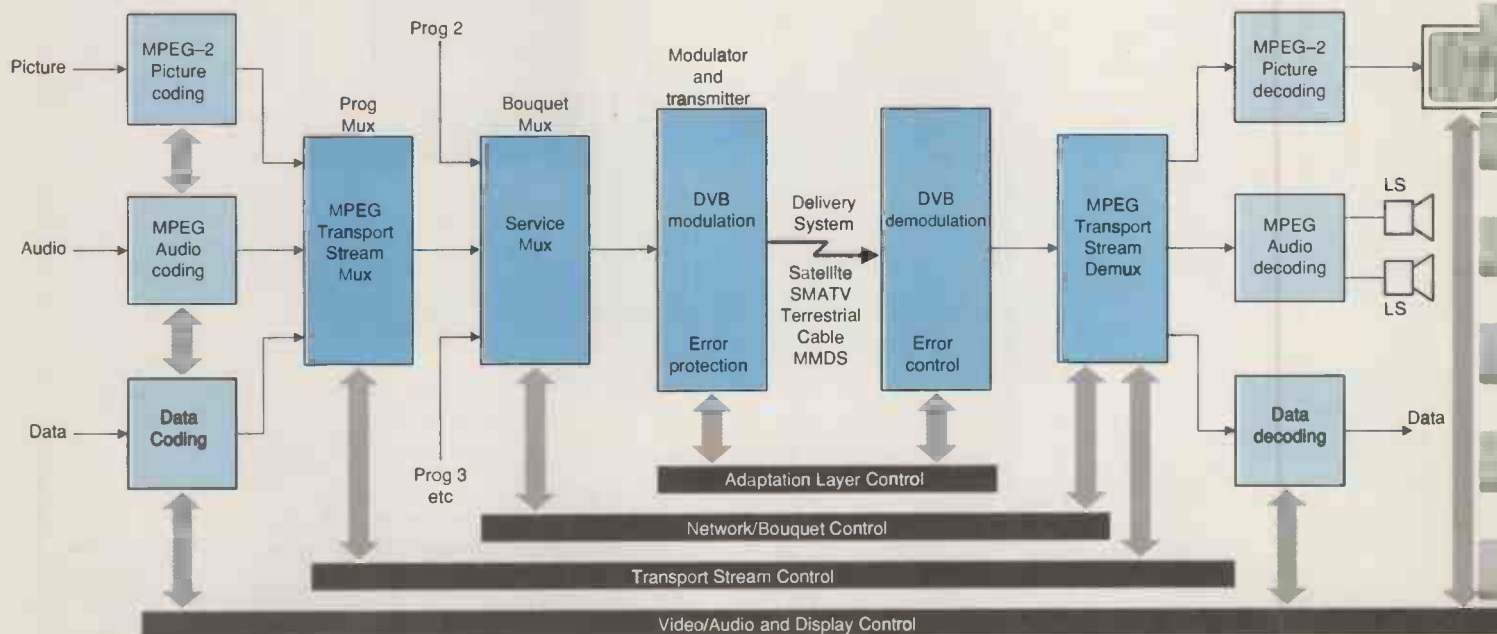 Picture
MPEG–2
Picture
coding
Audio
MPEG
Audio
coding
Data
Data
Coding
Prog
Mux
MPEG
Transport
Stream
Mux
Prog 2
Bouquet
Mux
Service
Mux
Prog 3
etc
Modulator
and
transmitter
DVB
modulation
Error
protection
Delivery
System
Satellite
SMATV
Terrestrial
Cable
MMDS
DVB
demodulation
Error
control
MPEG
Transport
Stream
Demux
MPEG–2
Picture
decoding
MPEG
Audio
decoding
LS
LS
Data
decoding
Data
Adaptation Layer Control
Network/Bouquet Control
Transport Stream Control
Video/Audio and Display Control